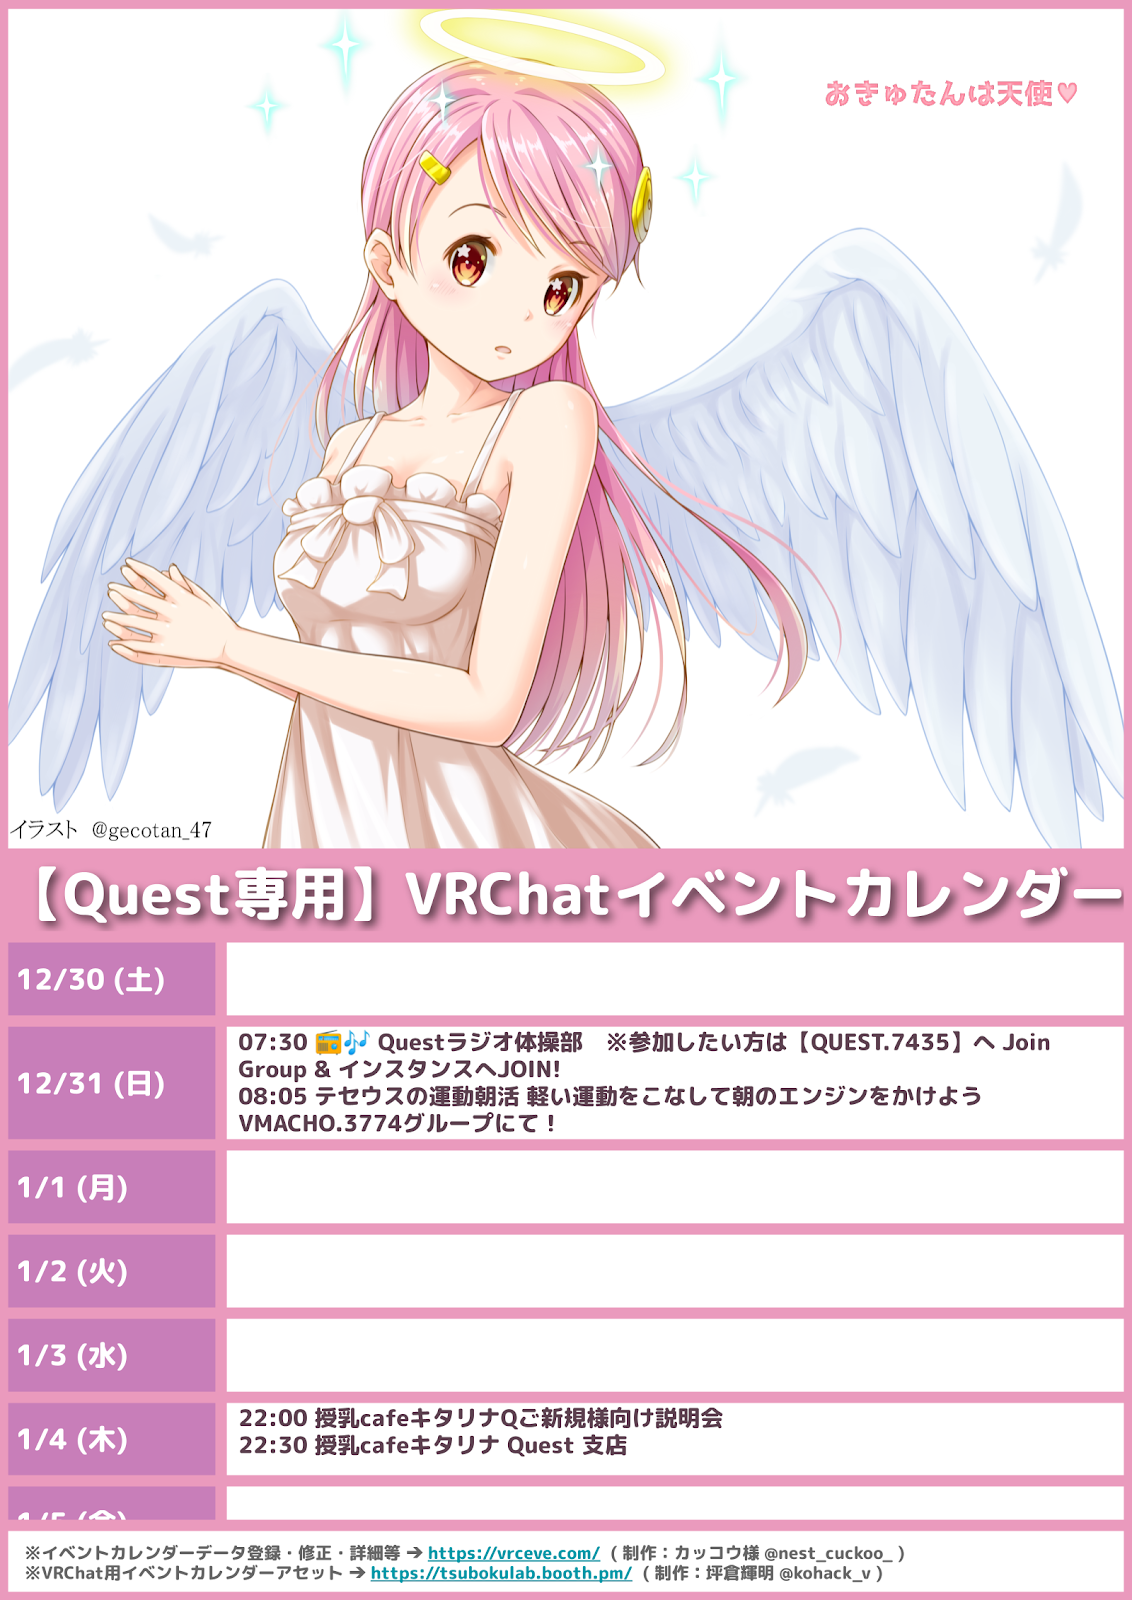 おきゅたんは天使♡
イラスト @gecotan_47
【Quest専用】VRChatイベントカレンダー
12/30 (土)
12/31 (日)
07:30 📻🎶 Questラジオ体操部　※参加したい方は【QUEST.7435】へ Join
Group & インスタンスへJOIN!
08:05 テセウスの運動朝活 軽い運動をこなして朝のエンジンをかけよう
VMACHO.3774グループにて！
1/1 (月)
1/2 (火)
1/3 (水)
1/4 (木)
22:00 授乳cafeキタリナQご新規様向け説明会
22:30 授乳cafeキタリナ Quest 支店
1/5 (金)
※イベントカレンダーデータ登録・修正・詳細等 ➔ https://vrceve.com/ ( 制作：カッコウ様 @nest_cuckoo_ )
※VRChat用イベントカレンダーアセット ➔ https://tsubokulab.booth.pm/ ( 制作：坪倉輝明 @kohack_v )